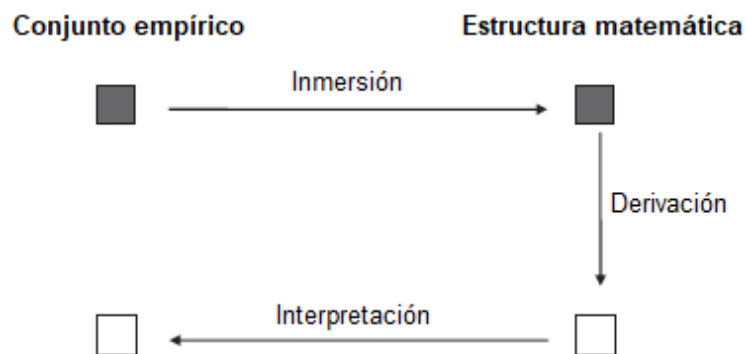 Conjunto empírico
Estructura matemática
Inmersión
Derivación
Interpretación